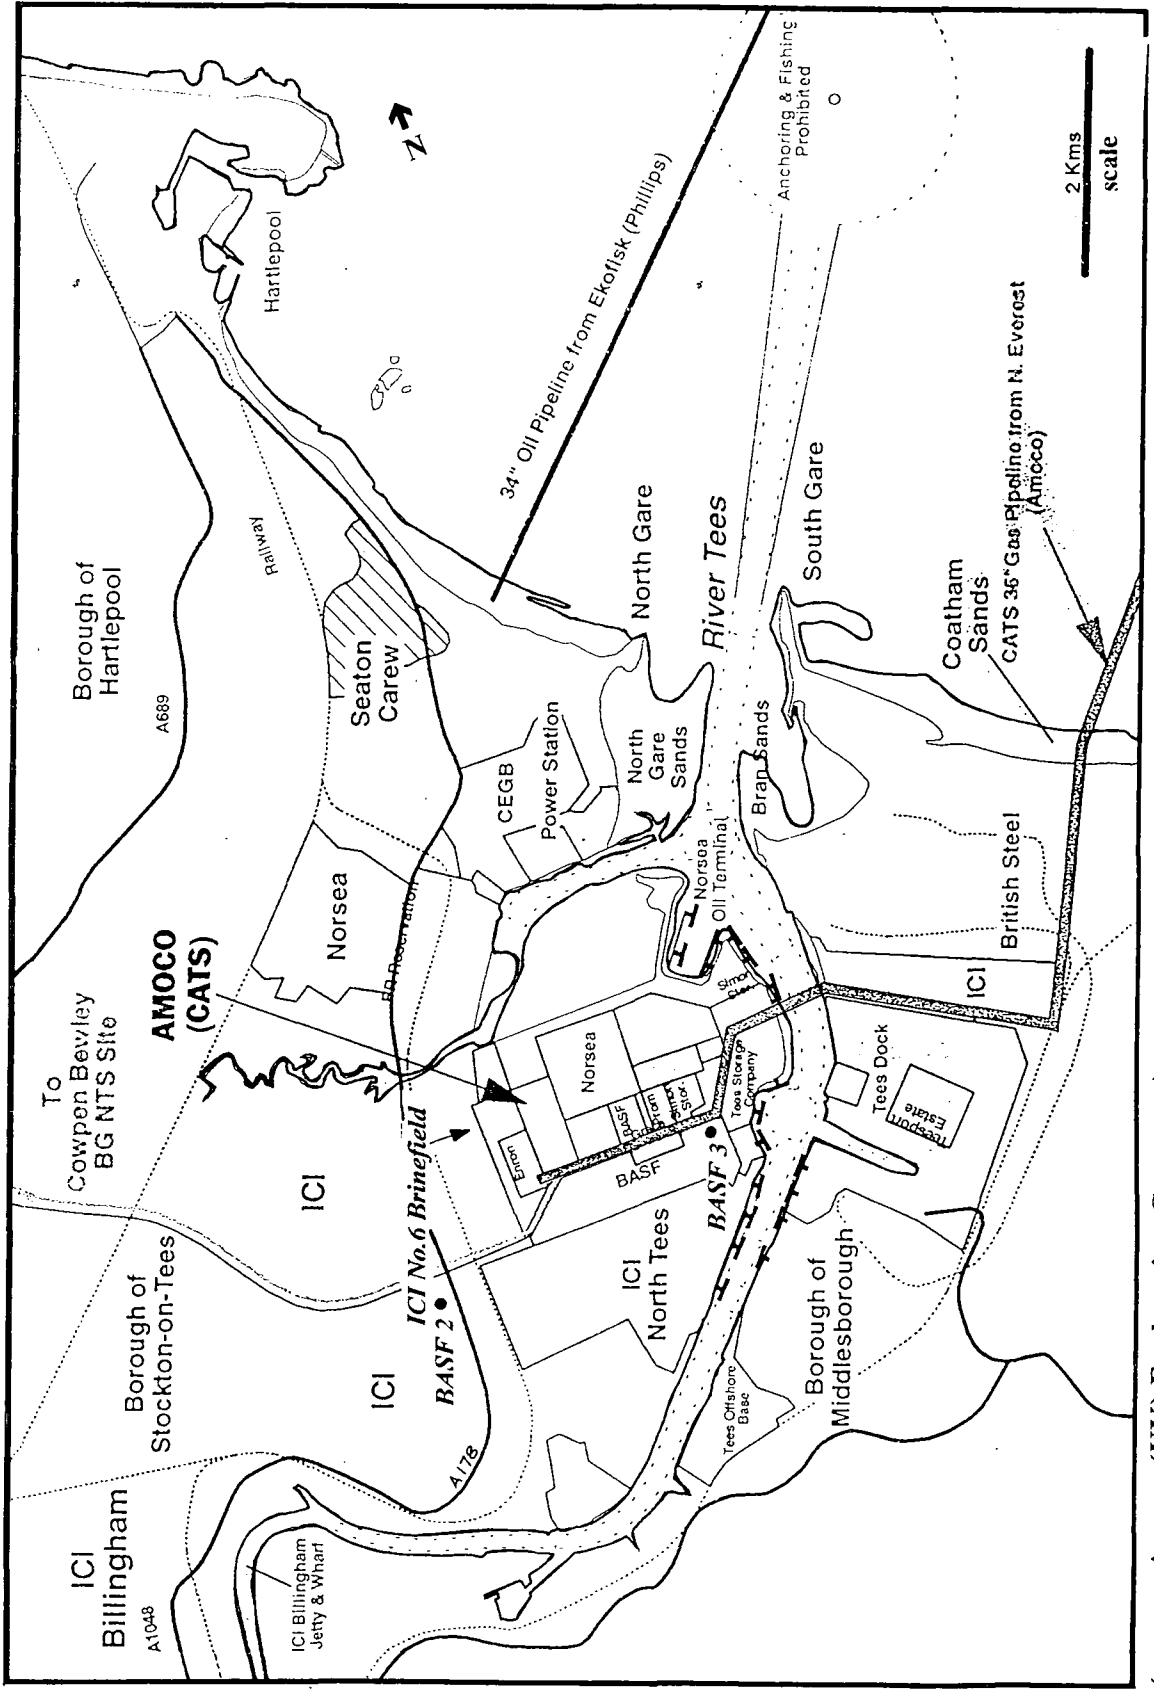 ICI
Billingham
A1048
ICI Billingham
Jetty & Wharf
Borough of
Stockton-on-Tees
To
Cowpen Bewley
BG NTS Site
AMOCO
(CATS)
Borough of
Hartlepool
A689
Railway
Hartlepool
N
Seaton
Carew
Norsea
ICI
ICI
A178
ICI No.6 Brinefield
BASF 2
CEGB
Power Station
North
Gare
Sands
North Gare
34" Oil Pipeline from Ekofisk (Phillips)
River Tees
South Gare
Anchoring & Fishing
Prohibited
2 Kms
scale
Enron
Norsea
BASF
BASF
BASF 3
Tees Storage
Company
Norsea
Oil Terminal
Bran Sands
ICI
North Tees
Tees Offshore
Base
Borough of
Middlesborough
Tees Dock
Teesport
Estate
ICI
British Steel
Coatham
Sands
CATS 36" Gas Pipeline from N. Everest
(Amoco)